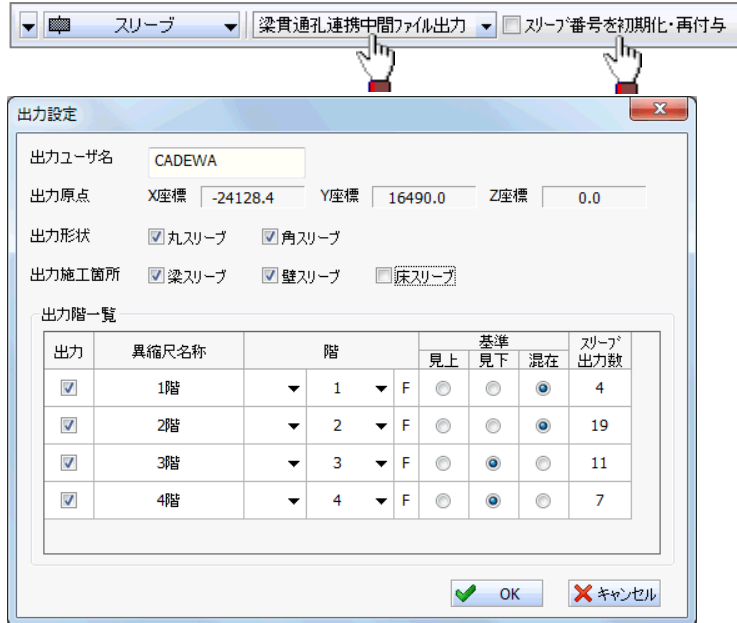 スリーブ 梁貫通孔連携中間ファイル出力 スリーブ番号を初期化・再付与
出力設定
出力ユーザ名 CADEWA
出力原点 X座標 -24128.4 Y座標 16490.0 Z座標 0.0
出力形状 丸スリーブ 角スリーブ
出力施工箇所 梁スリーブ 壁スリーブ 床スリーブ
出力階一覧
出力 異縮尺名称 階 基準 見上 見下 混在 スリーブ出力数
1階 1 F 4
2階 2 F 19
3階 3 F 11
4階 4 F 7
OK キャンセル